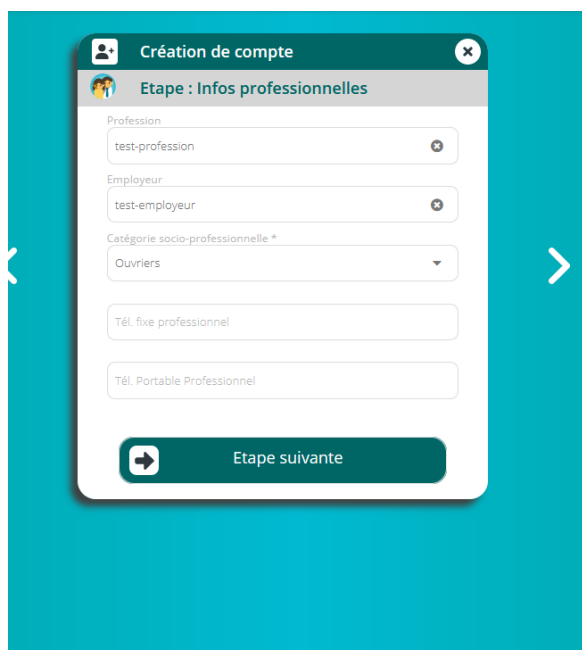 Création de compte
Etape : Infos professionnelles
Profession
test-profession
Employeur
test-employeur
Catégorie socio-professionnelle *
Ouvriers
Tél. fixe professionnel
Tél. Portable Professionnel
Etape suivante